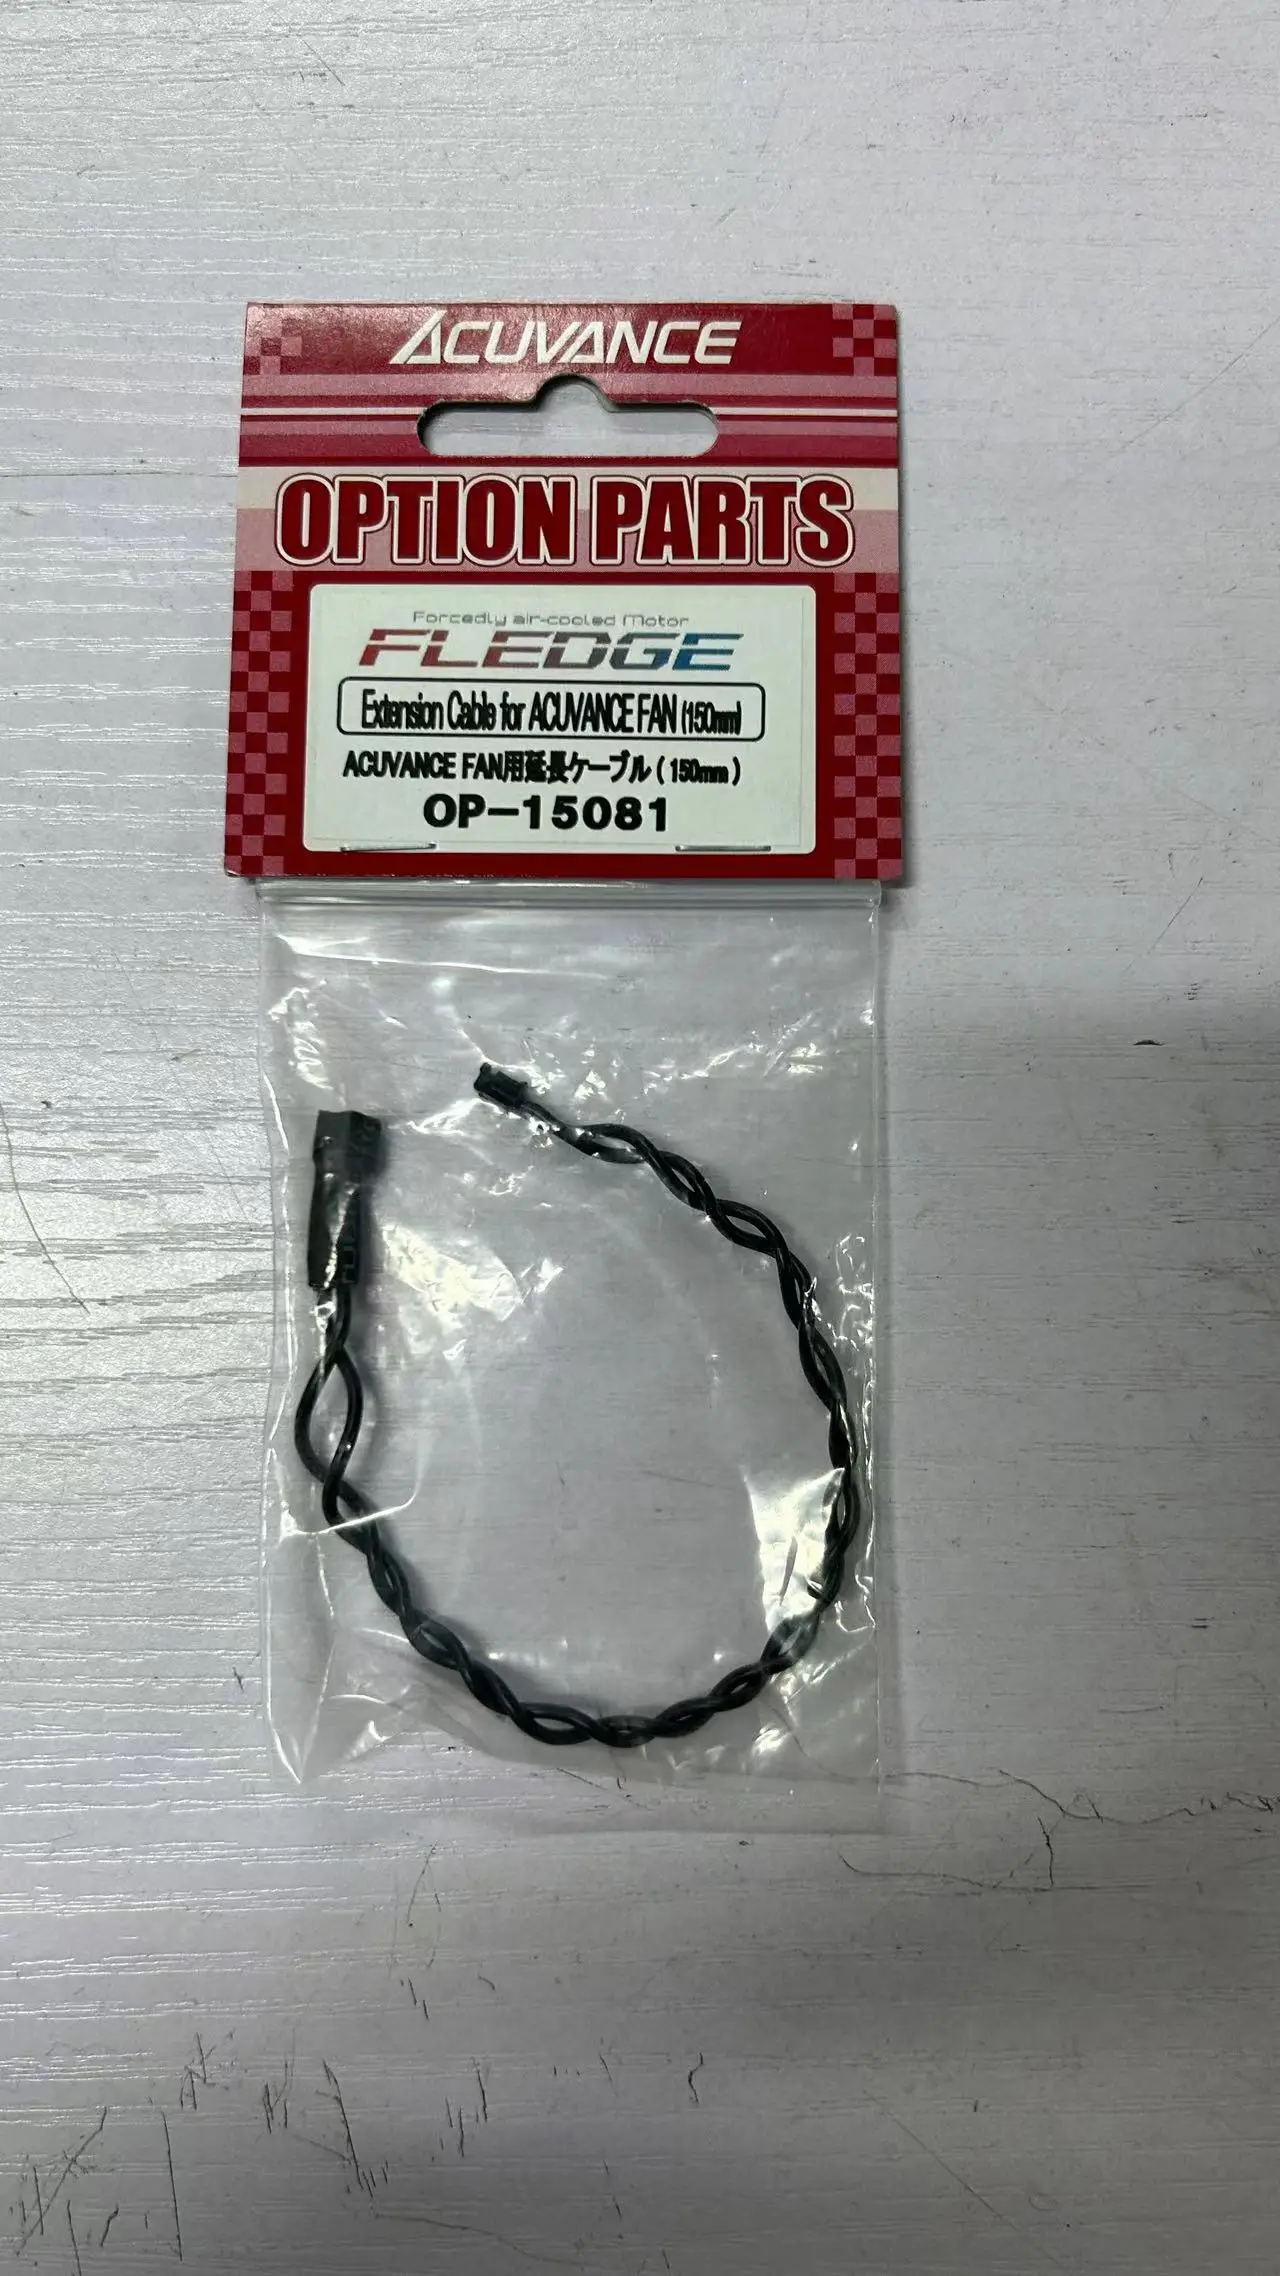 ACUVANCE
OPTION PARTS
Forcedly air-cooled Motor
FLEDGE
Extension Cable for ACUVANCE FAN (150mm)
ACUVANCE FAN用延長ケーブル(150mm)
OP-15081